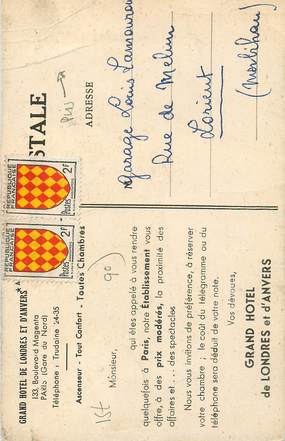 GRAND HOTEL DE LONDRES ET D'ANVERS
133, Boulevard Magenta
PARIS (Gare du Nord)
Téléphone - Trudaine 24-35
Ascenseur - Tout Confort - Toutes Chambres
Monsieur,
qui êtes appelé à vous rendre
quelquefois à Paris, notre Établissement vous
offre, à des prix modérés, la proximité des
affaires et... des spectacles
Nous vous invitons de préférence, à réserver
votre chambre ; le coût du télégramme ou du
téléphone sera déduit de votre note.
Vos dévoués,
GRAND HOTEL
de LONDRES et d'ANVERS
STALE
ADRESSE
Garage Louis
Rue de Melun
Lorient
(Morbihan)
REPUBLIQUE FRANÇAISE
Postes 2F
REPUBLIQUE FRANÇAISE
Postes 2F
90)